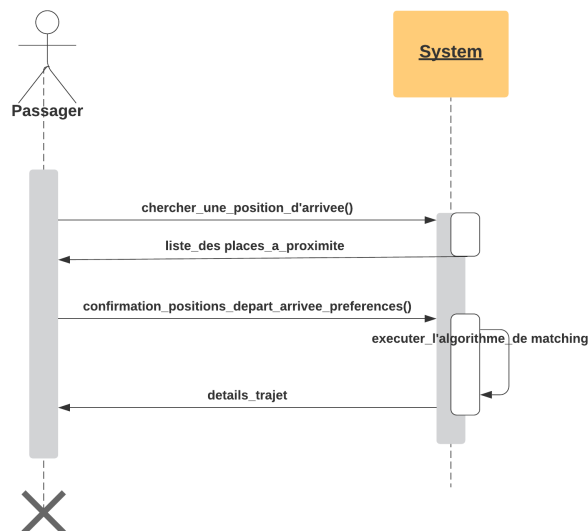 System
Passager
chercher_une_position_d'arrivee()
liste_des places_a_proximite
confirmation_positions_depart_arrivee_preferences()
executer_l'algorithme_de matching
details_trajet